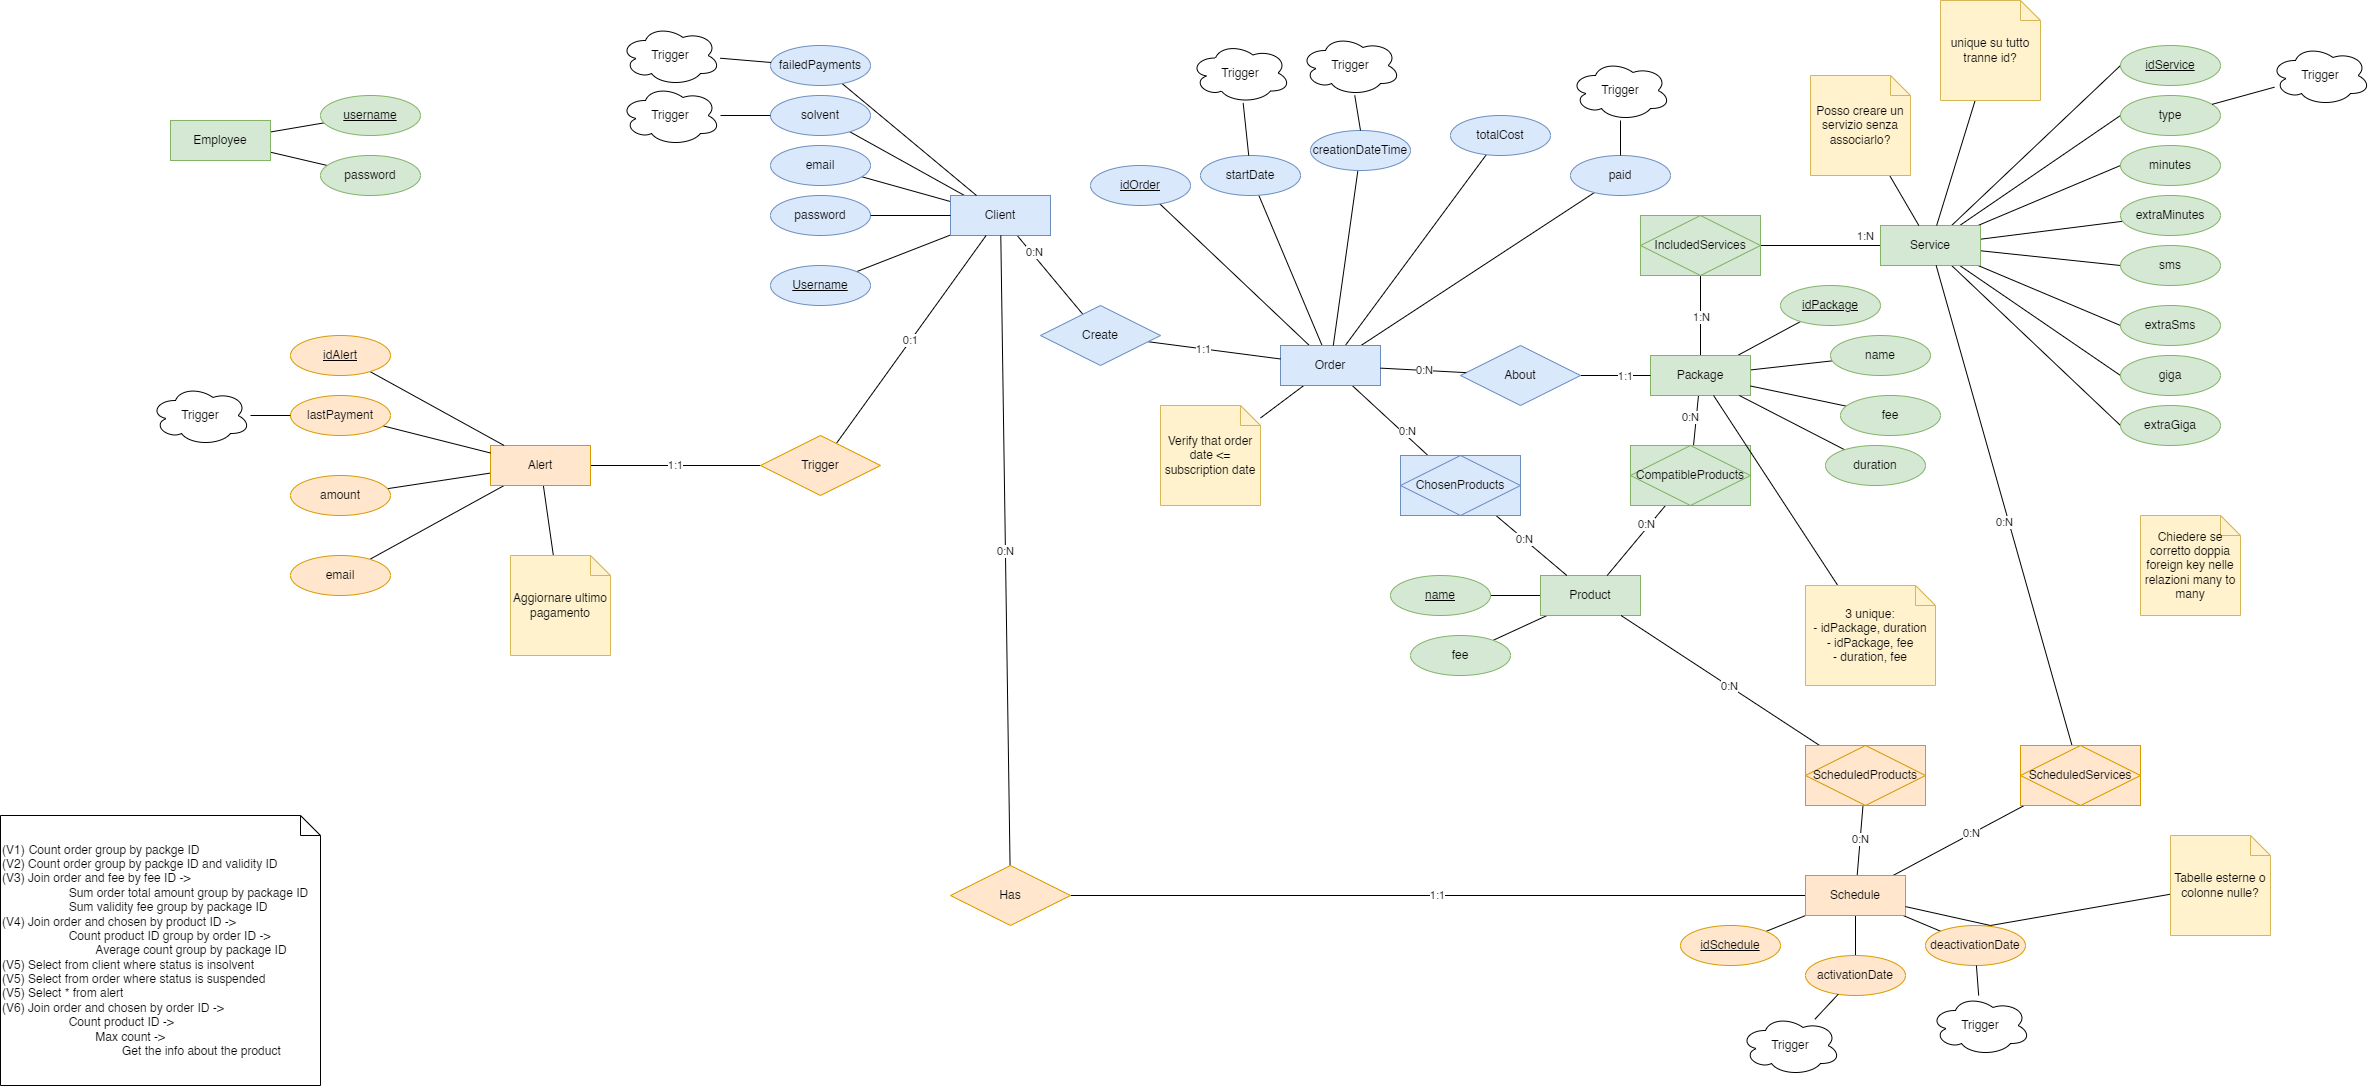 Employee
username
password
Trigger
failedPayments
Trigger
solvent
email
password
Username
Client
0:N
0:1
0:N
Create
1:1
Trigger
Trigger
Trigger
idOrder
startDate
creationDateTime
totalCost
paid
Order
Verify that order
date <=
subscription date
0:N
About
1:1
0:N
ChosenProducts
0:N
unique su tutto
tranne id?
Posso creare un
servizio senza
associarlo?
IncludedServices
1:N
Service
1:N
idService
type
Trigger
minutes
extraMinutes
sms
extraSms
giga
extraGiga
idPackage
name
fee
duration
Package
0:N
CompatibleProducts
0:N
name
fee
Product
3 unique:
- idPackage, duration
- idPackage, fee
- duration, fee
0:N
Chiedere se
corretto doppia
foreign key nelle
relazioni many to
many
idAlert
Trigger
lastPayment
amount
email
Alert
1:1
Trigger
Aggiornare ultimo
pagamento
0:N
ScheduledProducts
ScheduledServices
0:N
0:N
Has
1:1
Schedule
Tabelle esterne o
colonne nulle?
idSchedule
activationDate
deactivationDate
Trigger
Trigger
(V1) Count order group by packge ID
(V2) Count order group by packge ID and validity ID
(V3) Join order and fee by fee ID ->
Sum order total amount group by package ID
Sum validity fee group by package ID
(V4) Join order and chosen by product ID ->
Count product ID group by order ID ->
Average count group by package ID
(V5) Select from client where status is insolvent
(V5) Select from order where status is suspended
(V5) Select * from alert
(V6) Join order and chosen by order ID ->
Count product ID ->
Max count ->
Get the info about the product